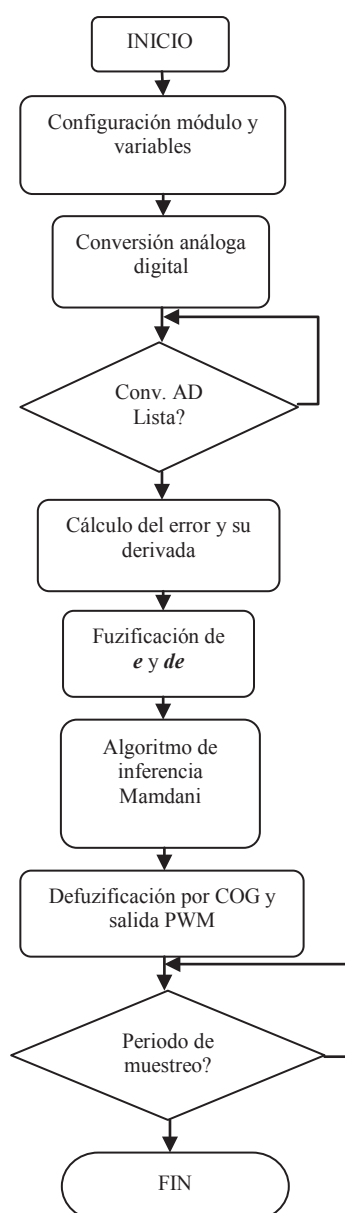 INICIO
Configuración módulo y
variables
Conversión análoga
digital
Conv. AD
Lista?
Cálculo del error y su
derivada
Fuzificación de
e y de
Algoritmo de
inferencia
Mamdani
Defuzificación por COG y
salida PWM
Periodo de
muestreo?
FIN